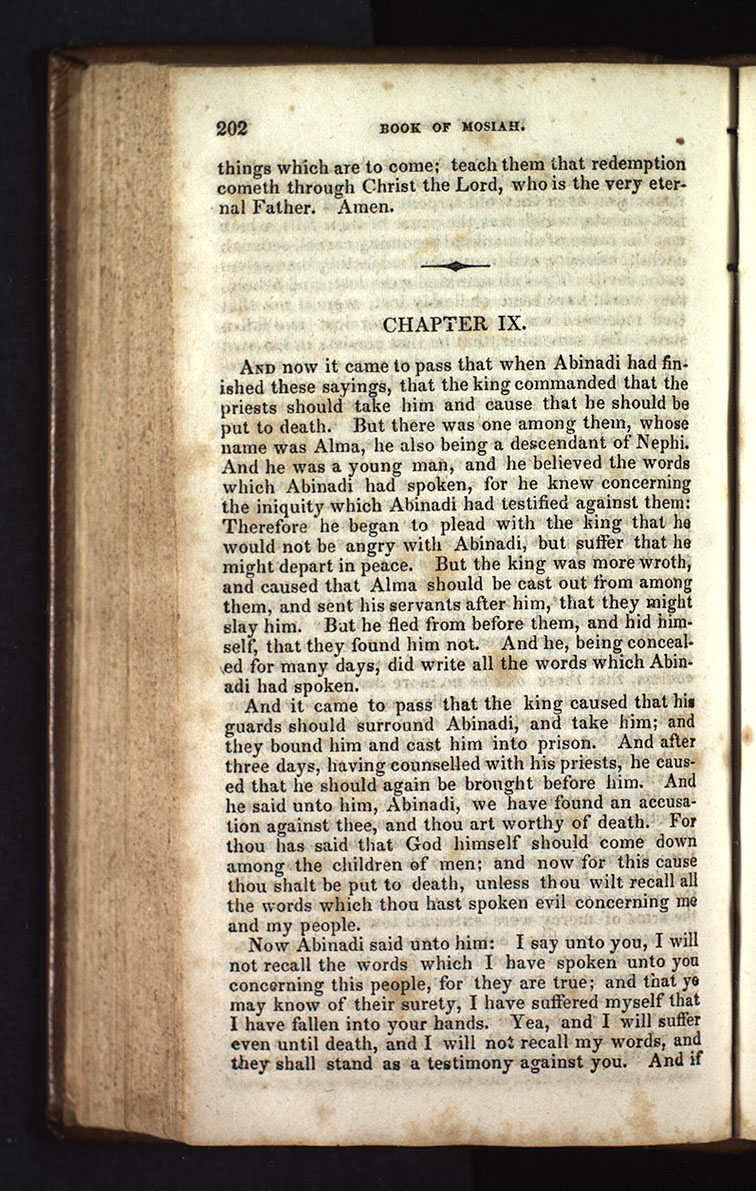 202 BOOK OF MOSIAH.
things which are to come; teach them that redemption
cometh through Christ the Lord, who is the very eter-
nal Father. Amen.
CHAPTER IX.
And now it came to pass that when Abinadi had fin-
ished these sayings, that the king commanded that the
priests should take him and cause that he should be
put to death. But there was one among them, whose
name was Alma, he also being a descendant of Nephi.
And he was a young man, and he believed the words
which Abinadi had spoken, for he knew concerning
the iniquity which Abinadi had testified against them:
Therefore he began to plead with the king that he
would not be angry with Abinadi, but suffer that he
might depart in peace. But the king was more wroth,
and caused that Alma should be cast out from among
them, and sent his servants after him, that they might
slay him. But he fled from before them, and hid him-
self, that they found him not. And he, being conceal-
ed for many days, did write all the words which Abin-
adi had spoken.
And it came to pass that the king caused that his
guards should surround Abinadi, and take him; and
they bound him and cast him into prison. And after
three days, having counselled with his priests, he caus-
ed that he should again be brought before him. And
he said unto him, Abinadi, we have found an accusa-
tion against thee, and thou art worthy of death. For
thou has said that God himself should come down
among the children of men; and now for this cause
thou shalt be put to death, unless thou wilt recall all
the words which thou hast spoken evil concerning me
and my people.
Now Abinadi said unto him: I say unto you, I will
not recall the words which I have spoken unto you
concerning this people, for they are true; and that ye
may know of their surety, I have suffered myself that
I have fallen into your hands. Yea, and I will suffer
even until death, and I will not recall my words, and
they shall stand as a testimony against you. And if